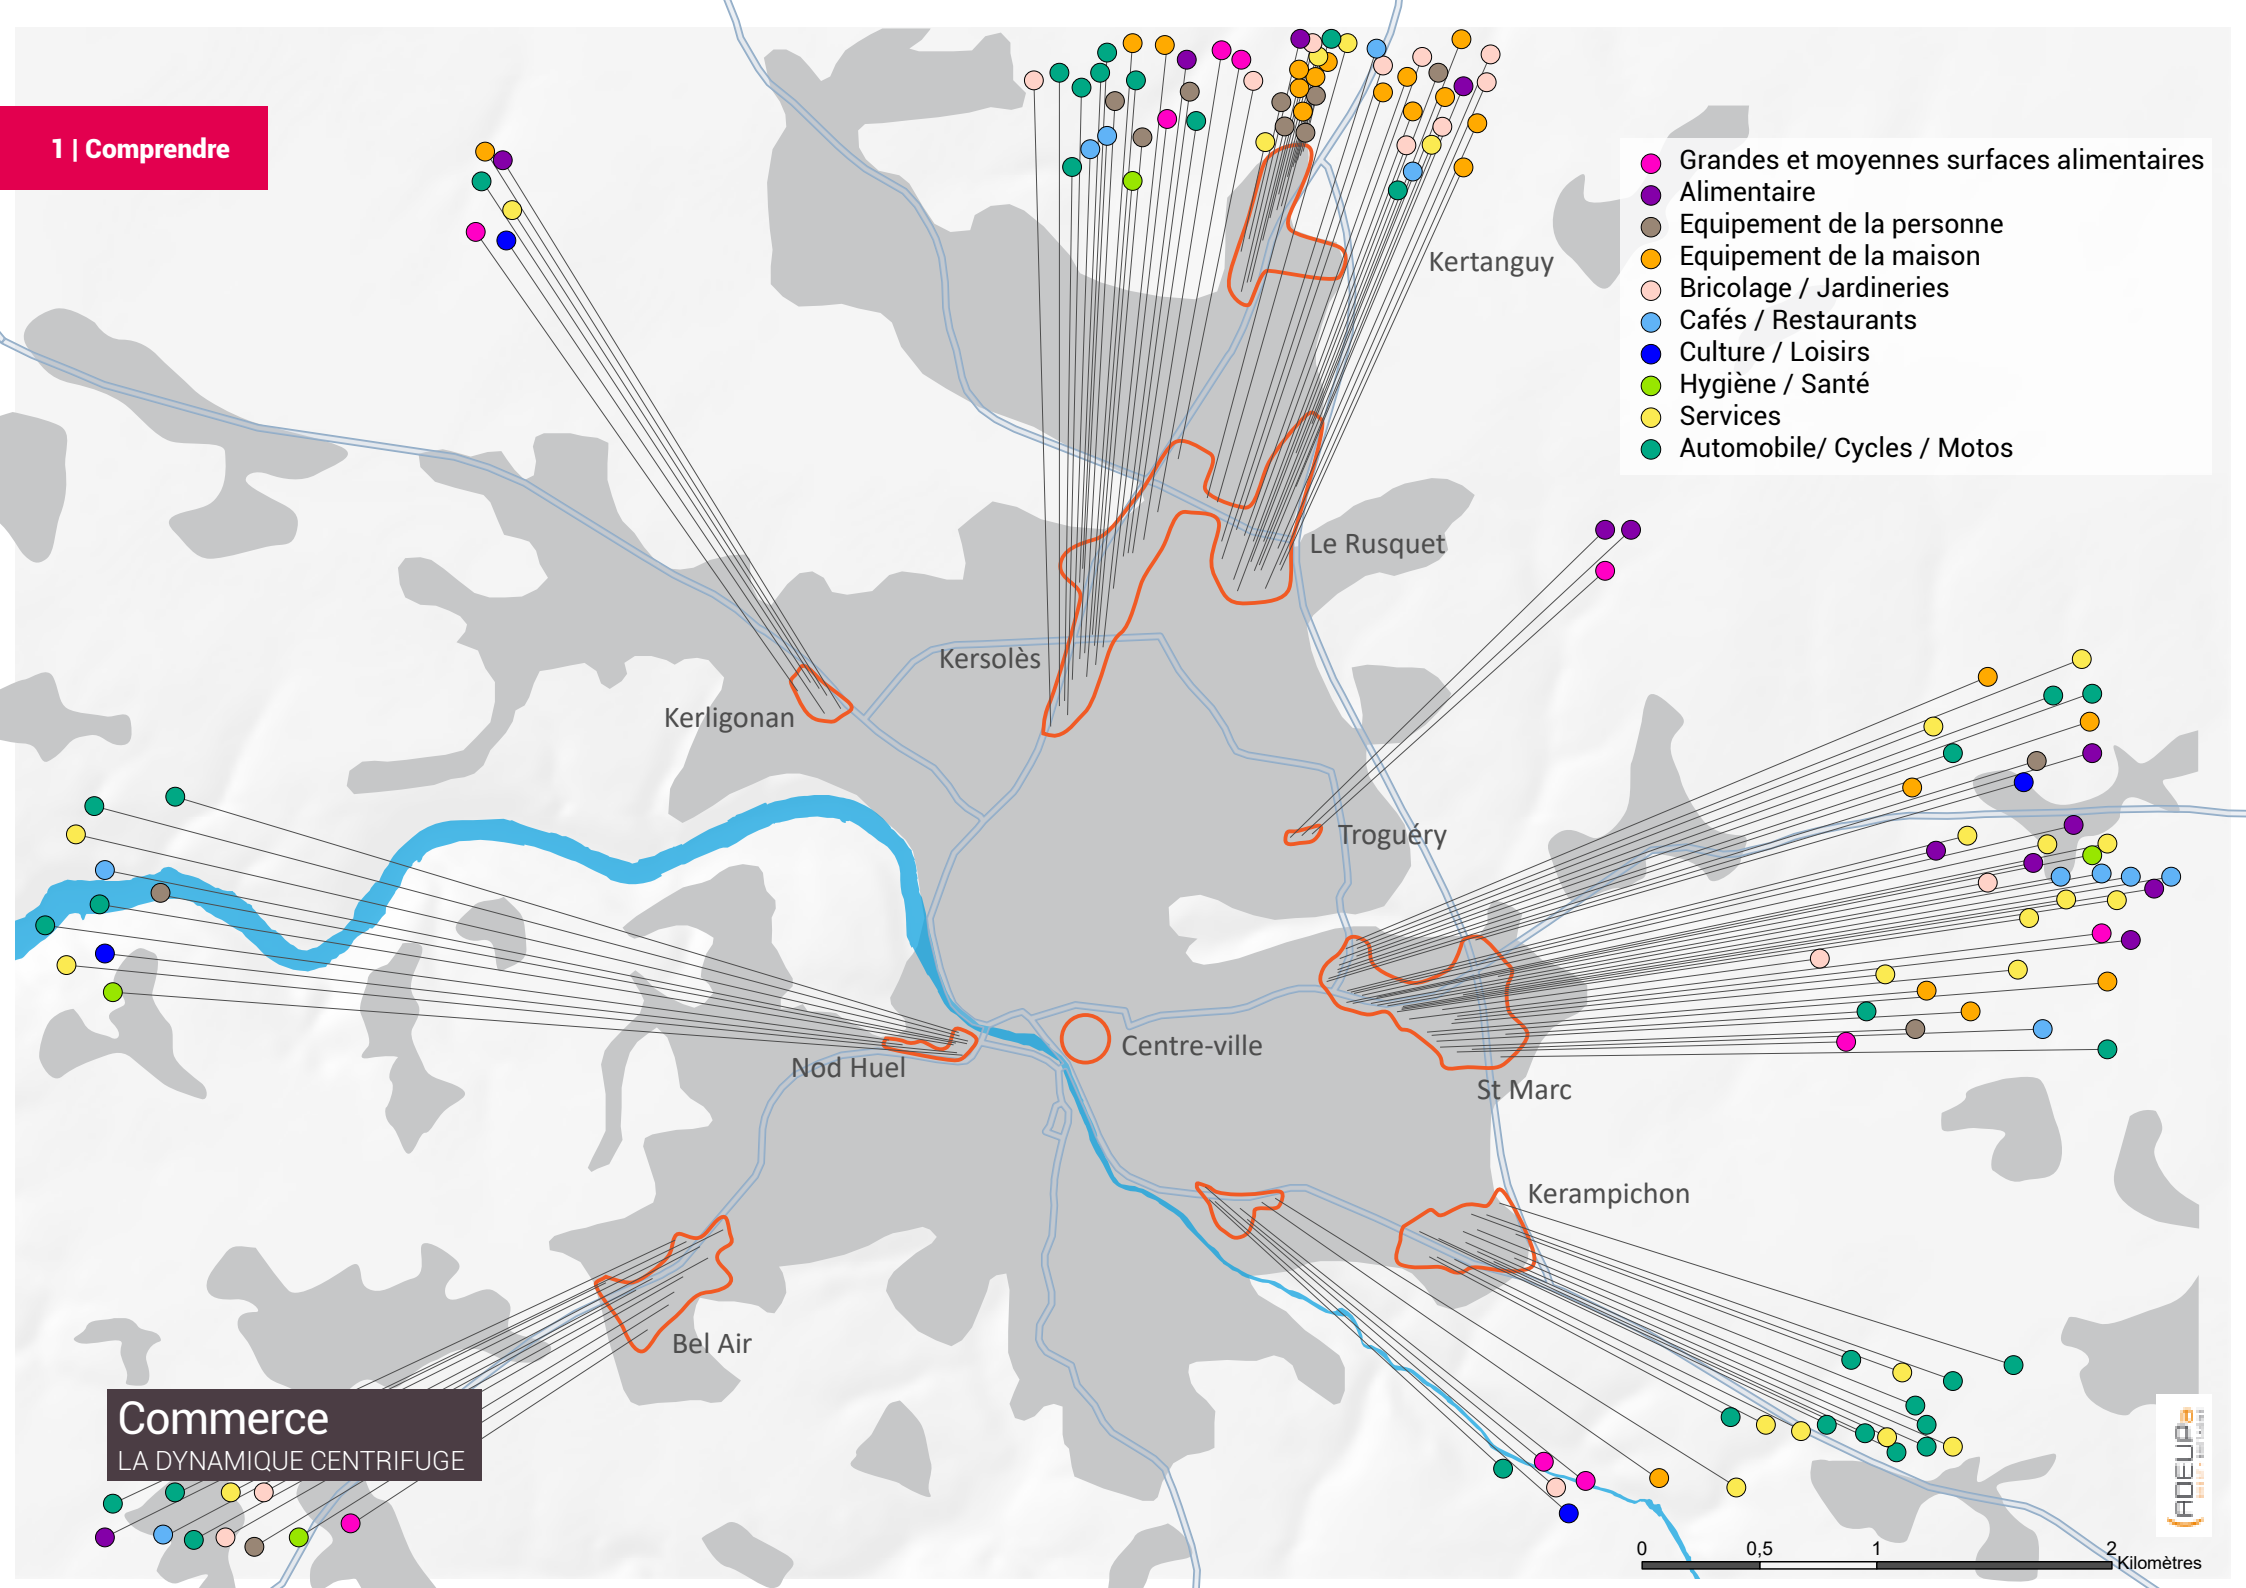 1 | Comprendre
Grandes et moyennes surfaces alimentaires
Alimentaire
Equipement de la personne
Equipement de la maison
Bricolage / Jardineries
Cafés / Restaurants
Culture / Loisirs
Hygiène / Santé
Services
Automobile/ Cycles / Motos
Kertanguy
Le Rusquet
Kersolès
Kerligonan
Troguéry
Centre-ville
Nod Huel
St Marc
Kerampichon
Bel Air
Commerce
LA DYNAMIQUE CENTRIFUGE
ADEUPa
0 0,5 1 2
Kilomètres